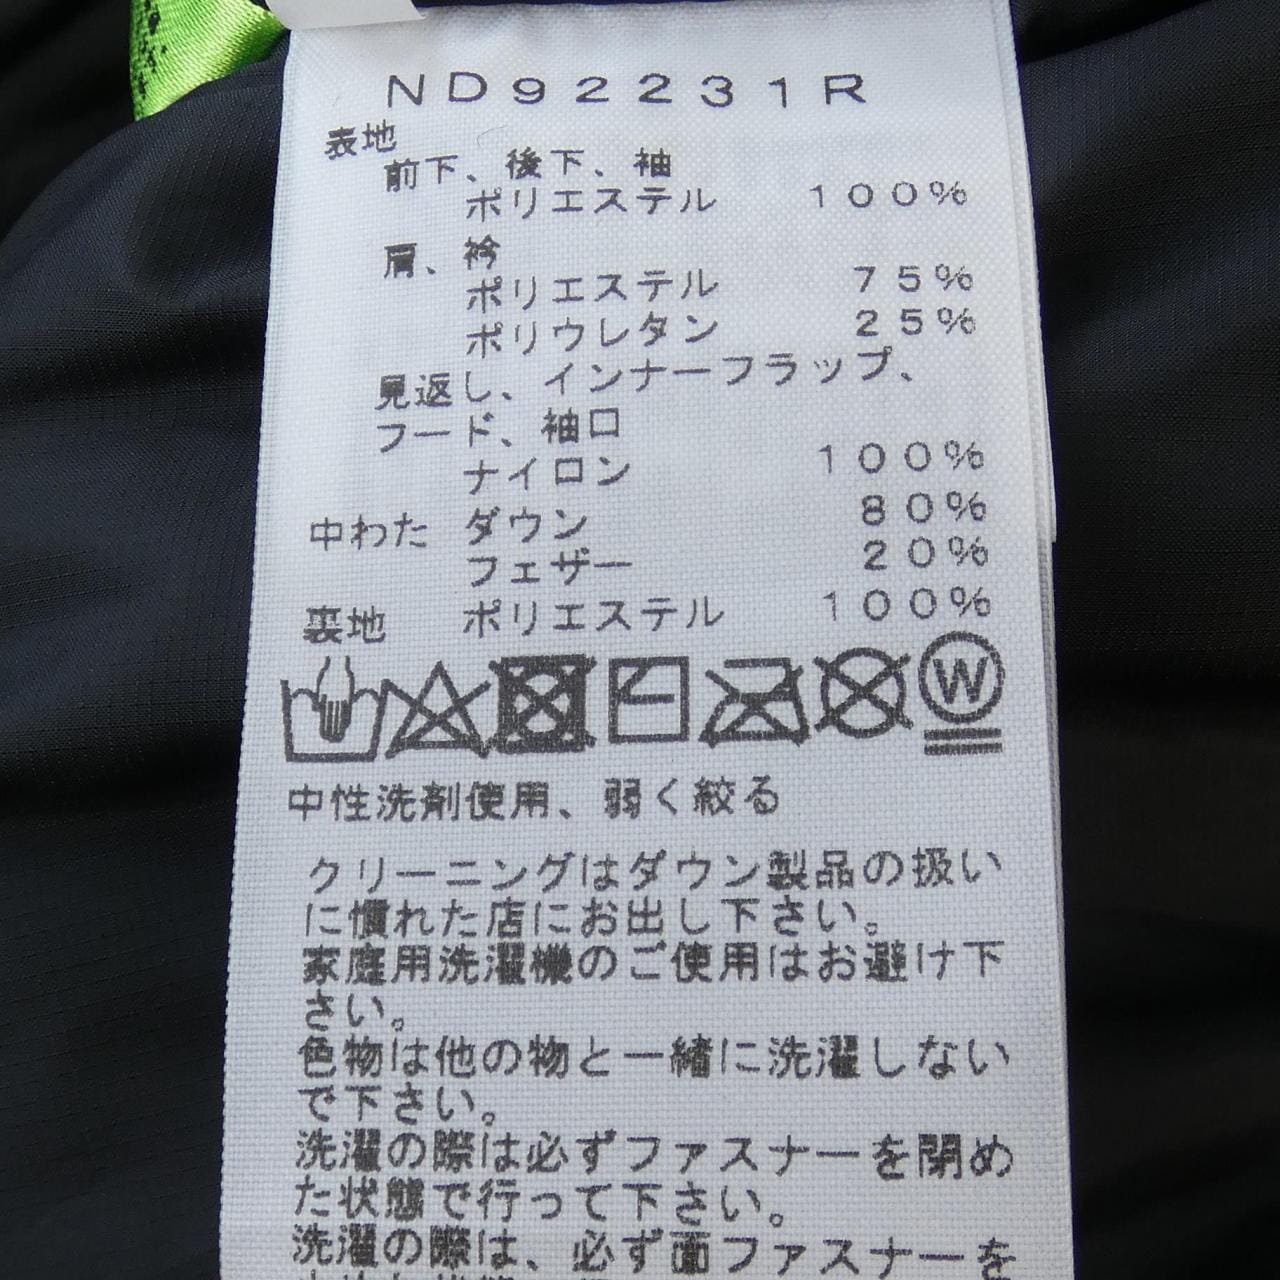 ND92231R
表地
前下、後下、袖
ポリエステル 100%
肩、衿
ポリエステル 75%
ポリウレタン 25%
見返し、インナーフラップ、
フード、袖口
ナイロン 100%
中わた ダウン 80%
フェザー 20%
裏地 ポリエステル 100%
W
中性洗剤使用、弱く絞る
クリーニングはダウン製品の扱い
に慣れた店にお出し下さい。
家庭用洗濯機のご使用はお避け下
さい。
色物は他の物と一緒に洗濯しない
で下さい。
洗濯の際は必ずファスナーを閉め
た状態で行って下さい。
洗濯の際は、必ず面ファスナーを